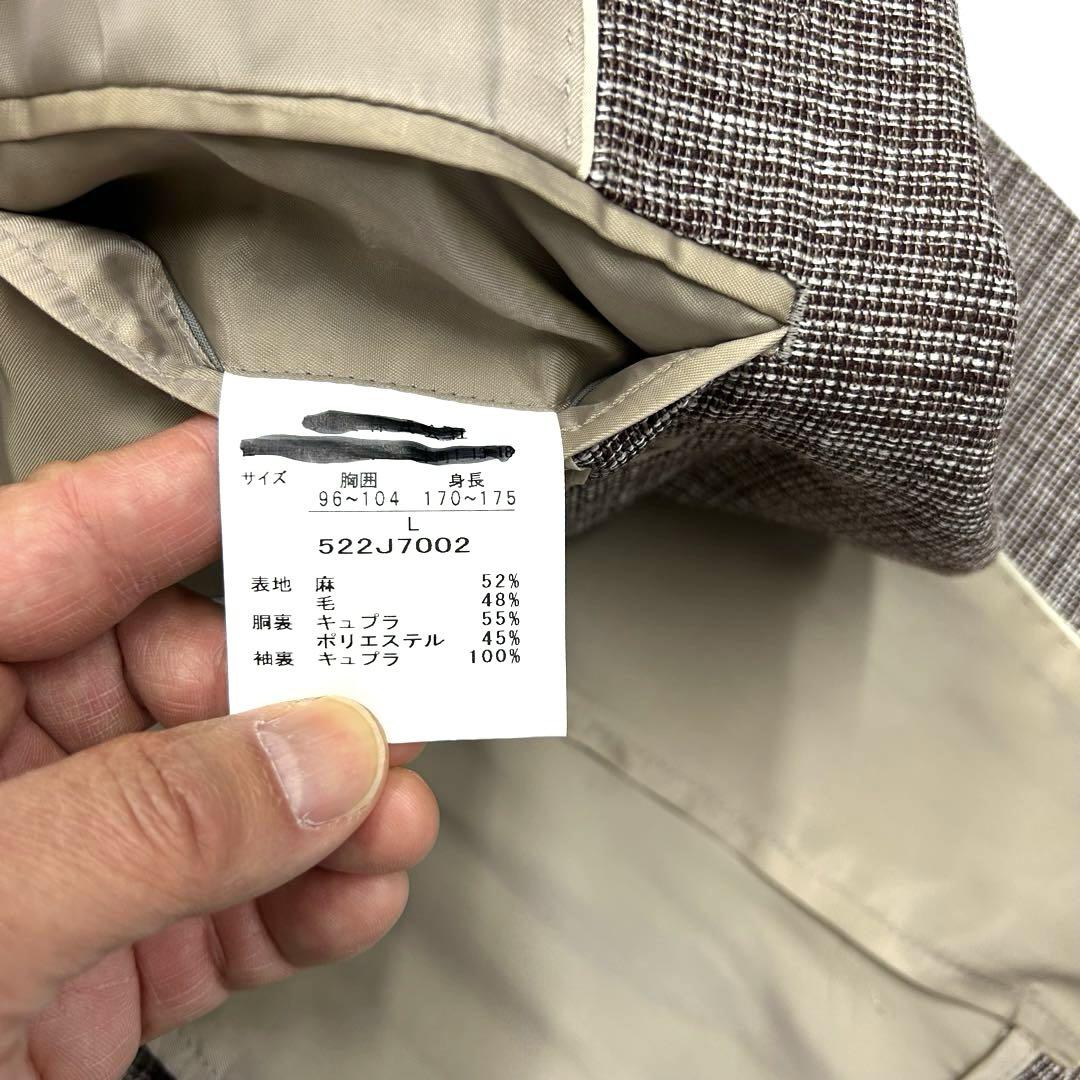 サイズ 胸囲 身長
96~104 170~175
L
522J7002
表地 麻 52%
毛 48%
胴裏 キュプラ 55%
ポリエステル 45%
袖裏 キュプラ 100%